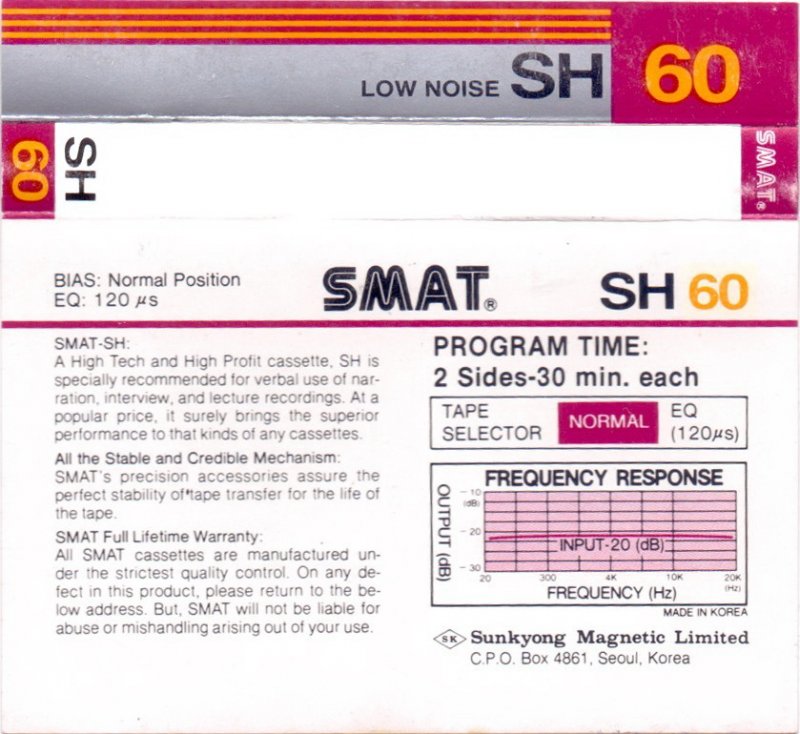 LOW NOISE SH 60
60 SH
SMAT®
BIAS: Normal Position
EQ: 120 μs
SMAT®
SH 60
SMAT-SH:
A High Tech and High Profit cassette, SH is
specially recommended for verbal use of nar-
ration, interview, and lecture recordings. At a
popular price, it surely brings the superior
performance to that kinds of any cassettes.
All the Stable and Credible Mechanism:
SMAT's precision accessories assure the
perfect stability of tape transfer for the life of
the tape.
SMAT Full Lifetime Warranty:
All SMAT cassettes are manufactured un-
der the strictest quality control. On any de-
fect in this product, please return to the be-
low address. But, SMAT will not be liable for
abuse or mishandling arising out of your use.
PROGRAM TIME:
2 Sides-30 min. each
TAPE
SELECTOR
NORMAL
EQ
(120μs)
FREQUENCY RESPONSE
OUTPUT (dB)
-10
(dB)
-20
-30
INPUT-20 (dB)
20 300 4K 10K 20K
(Hz)
FREQUENCY (Hz)
MADE IN KOREA
SK Sunkyong Magnetic Limited
C.P.O. Box 4861, Seoul, Korea